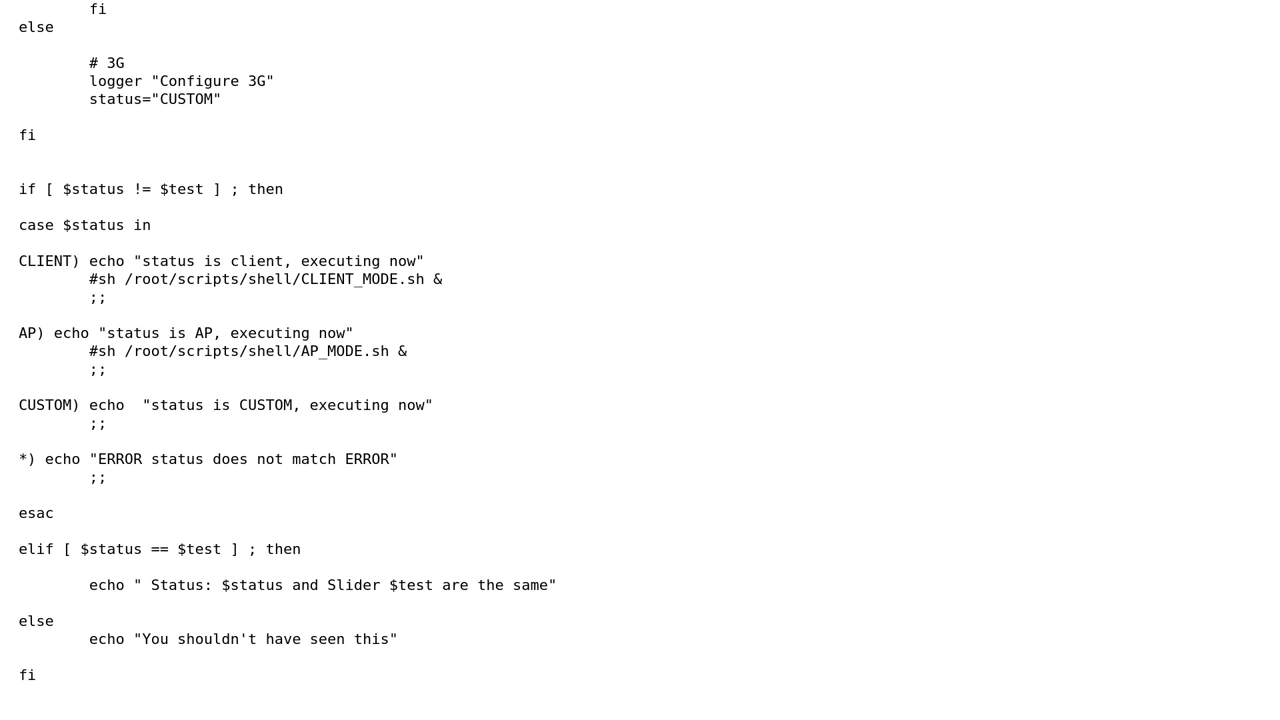 fi
else

        # 3G
        logger "Configure 3G"
        status="CUSTOM"

fi


if [ $status != $test ] ; then

case $status in

CLIENT) echo "status is client, executing now"
        #sh /root/scripts/shell/CLIENT_MODE.sh &
        ;;

AP) echo "status is AP, executing now"
        #sh /root/scripts/shell/AP_MODE.sh &
        ;;

CUSTOM) echo  "status is CUSTOM, executing now"
        ;;

*) echo "ERROR status does not match ERROR"
        ;;

esac

elif [ $status == $test ] ; then

        echo " Status: $status and Slider $test are the same"

else
        echo "You shouldn't have seen this"

fi